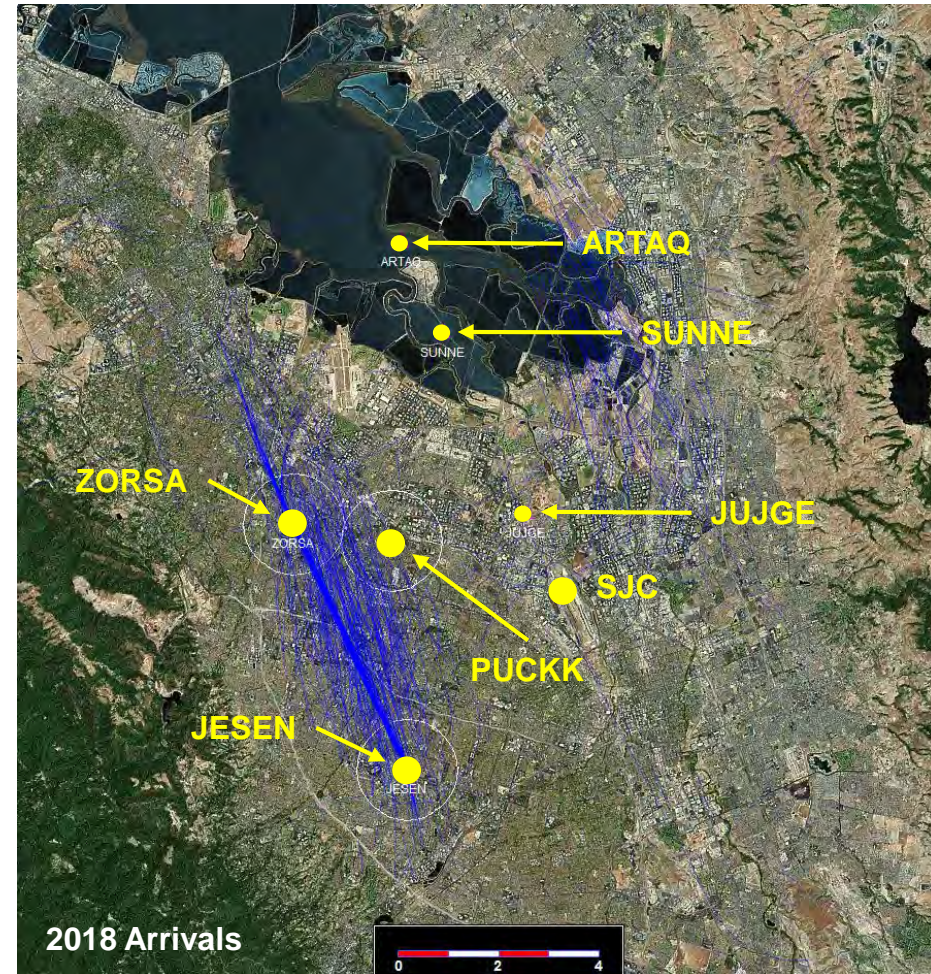 ARTAQ
ARTAQ
SUNNE
SUNNE
ZORSA
ZORSA
JUJGE
JUJGE
SJC
PUCKK
JESEN
JESEN
2018 Arrivals
0 2 4